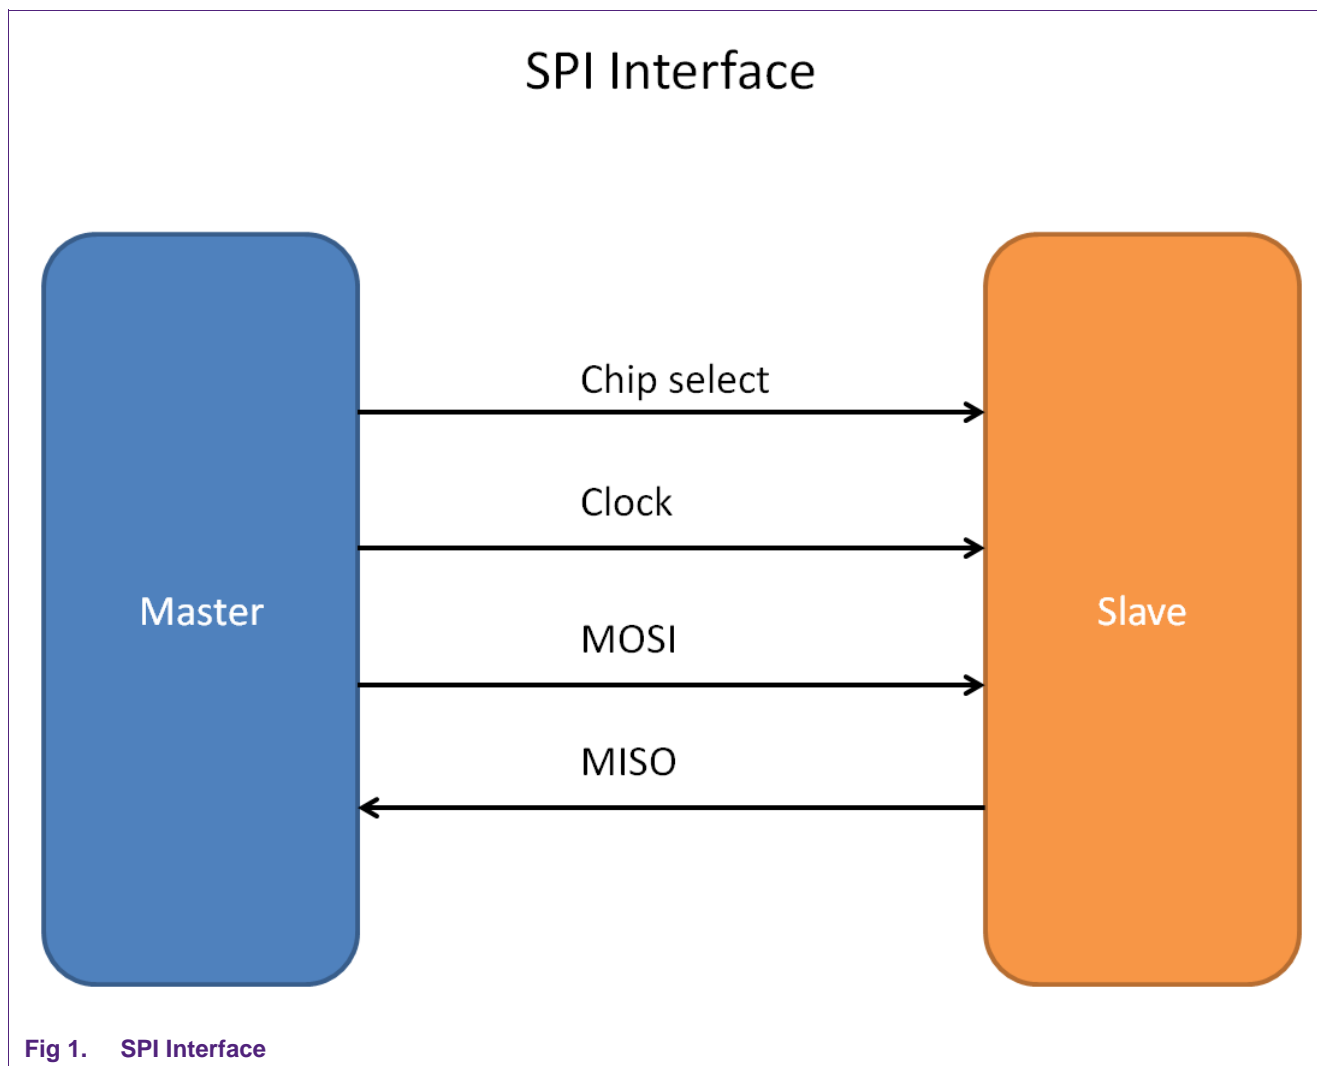 SPI Interface
Chip select
Clock
Master
Slave
MOSI
MISO
Fig 1. SPI Interface